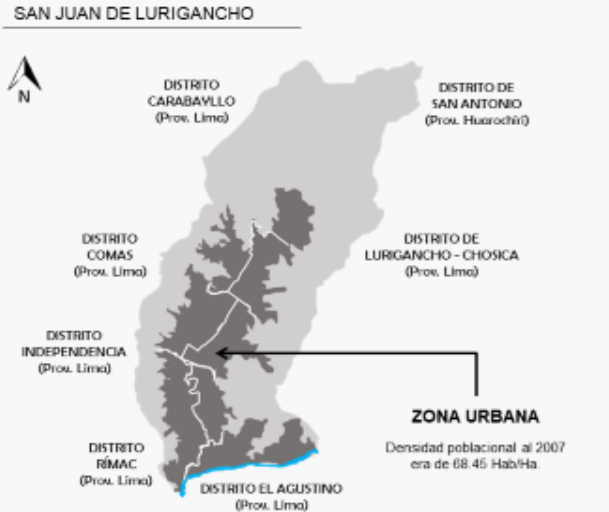 SAN JUAN DE LURIGANCHO
N
DISTRITO
CARABAYLLO
(Prov. Lima)
DISTRITO DE
SAN ANTONIO
(Prov. Huarochirí)
DISTRITO
COMAS
(Prov. Lima)
DISTRITO DE
LURIGANCHO - CHOSICA
(Prov. Lima)
DISTRITO
INDEPENDENCIA
(Prov. Lima)
ZONA URBANA
Densidad poblacional al 2007
era de 68.45 Hab/Ha.
DISTRITO
RÍMAC
(Prov. Lima)
DISTRITO EL AGUSTINO
(Prov. Lima)